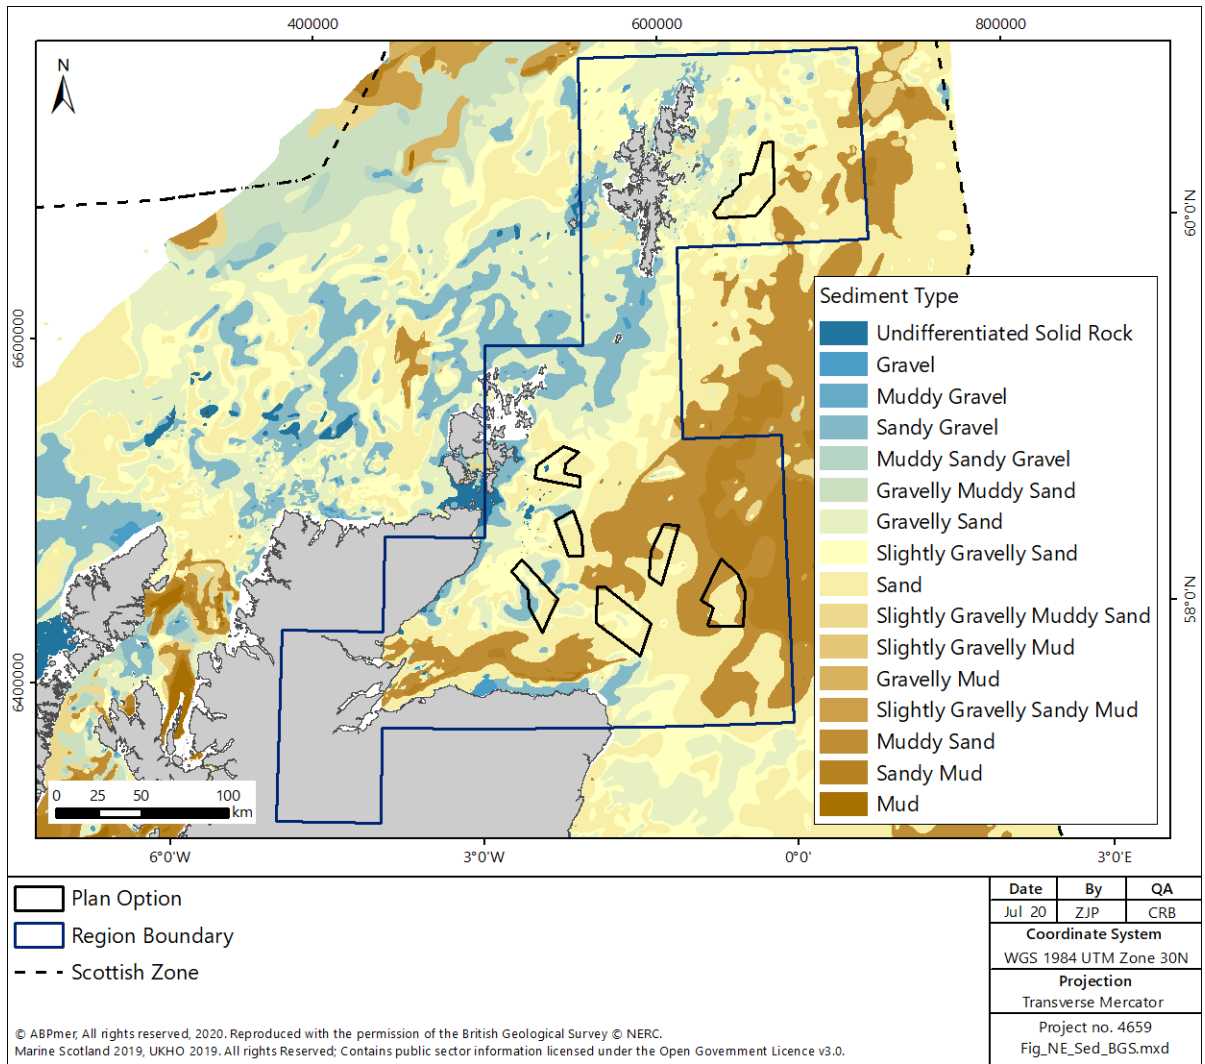 400000
600000
800000
N
60°0'N
6600000
58°0'N
6400000
Sediment Type
Undifferentiated Solid Rock
Gravel
Muddy Gravel
Sandy Gravel
Muddy Sandy Gravel
Gravelly Muddy Sand
Gravelly Sand
Slightly Gravelly Sand
Sand
Slightly Gravelly Muddy Sand
Slightly Gravelly Mud
Gravelly Mud
Slightly Gravelly Sandy Mud
Muddy Sand
Sandy Mud
Mud
0 25 50 100
km
6°0'W
3°0'W
0°0'
3°0'E
Plan Option
Region Boundary
Scottish Zone
Date By QA
Jul 20 ZJP CRB
Coordinate System
WGS 1984 UTM Zone 30N
Projection
Transverse Mercator
Project no. 4659
Fig_NE_Sed_BGS.mxd
© ABPmer, All rights reserved, 2020. Reproduced with the permission of the British Geological Survey © NERC.
Marine Scotland 2019, UKHO 2019. All rights Reserved; Contains public sector information licensed under the Open Government Licence v3.0.